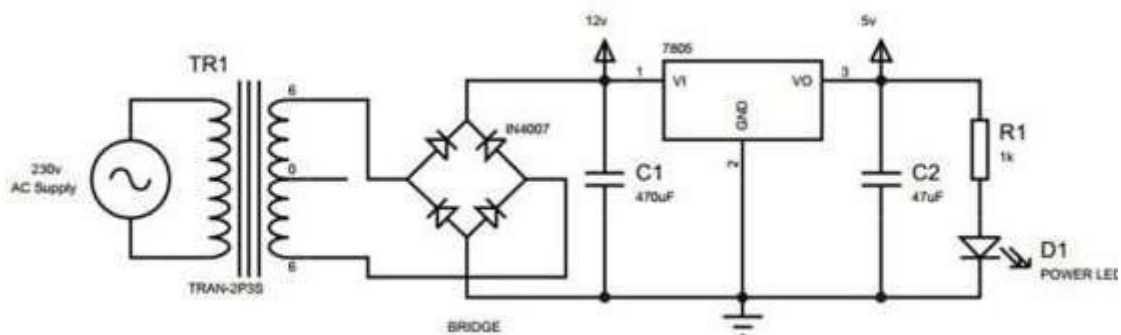 12v
5v
TR1
7805
6
1
VI
VO
3
IN4007
GND
R1
1k
230v
AC Supply
0
C1
470uF
2
C2
47uF
6
D1
POWER LED
TRAN-2P3S
BRIDGE